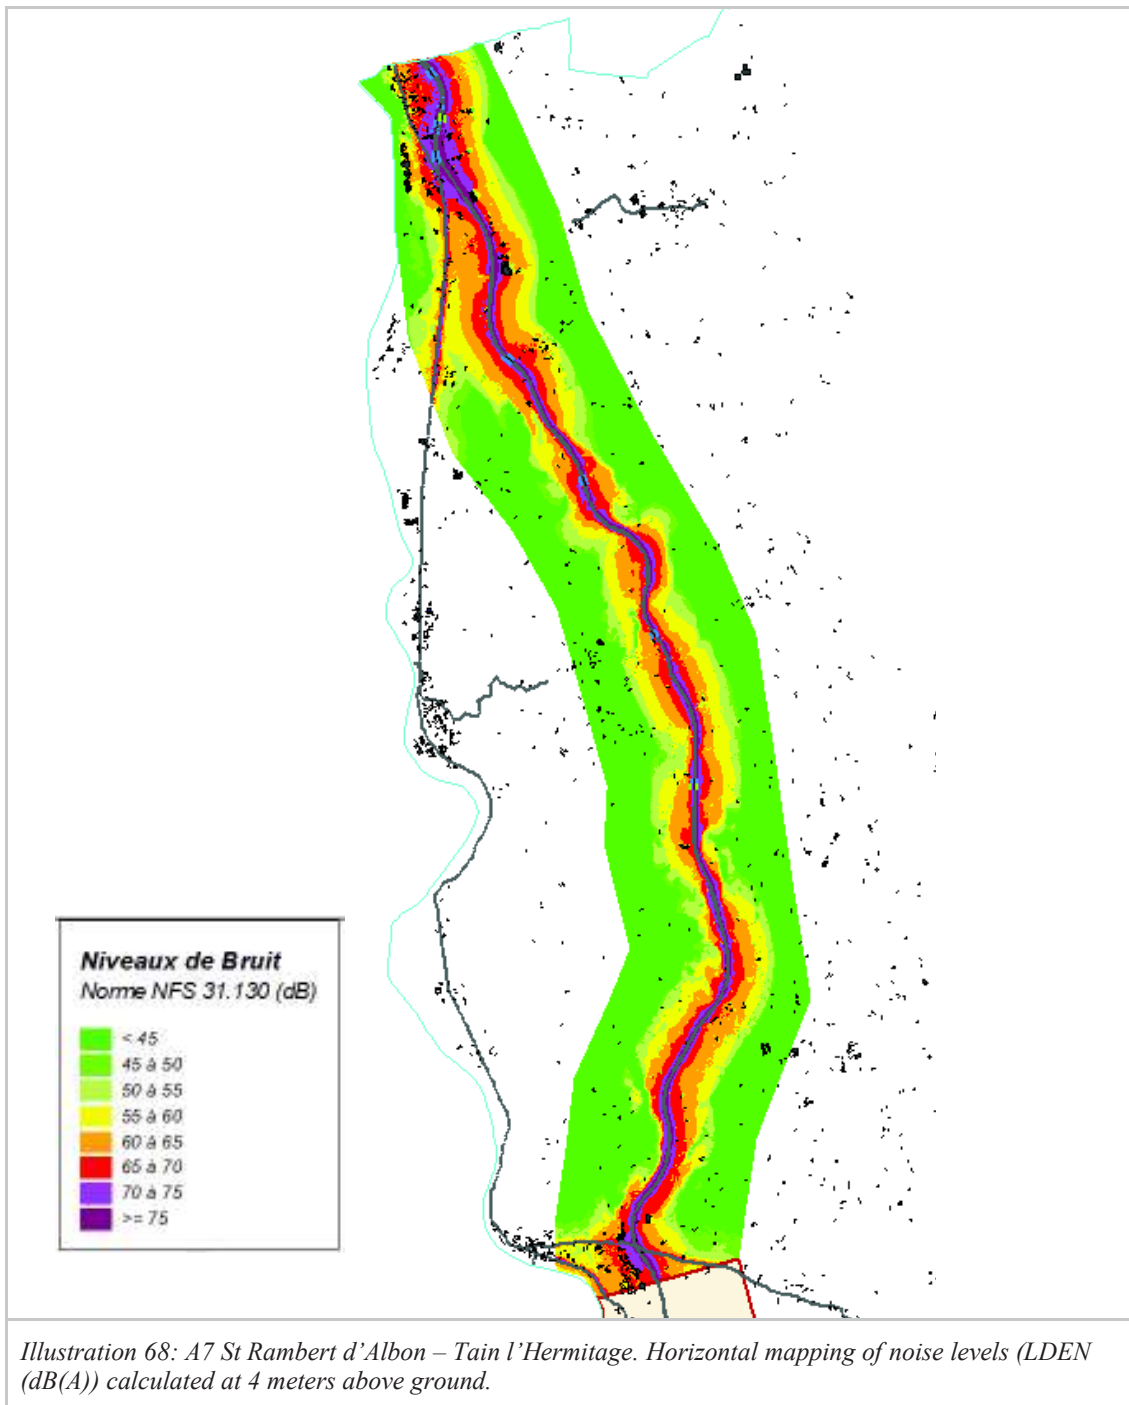 Niveaux de Bruit
Norme NFS 31.130 (dB)
< 45
45 à 50
50 à 55
55 à 60
60 à 65
65 à 70
70 à 75
>= 75
Illustration 68: A7 St Rambert d’Albon – Tain l’Hermitage. Horizontal mapping of noise levels (LDEN
(dB(A)) calculated at 4 meters above ground.